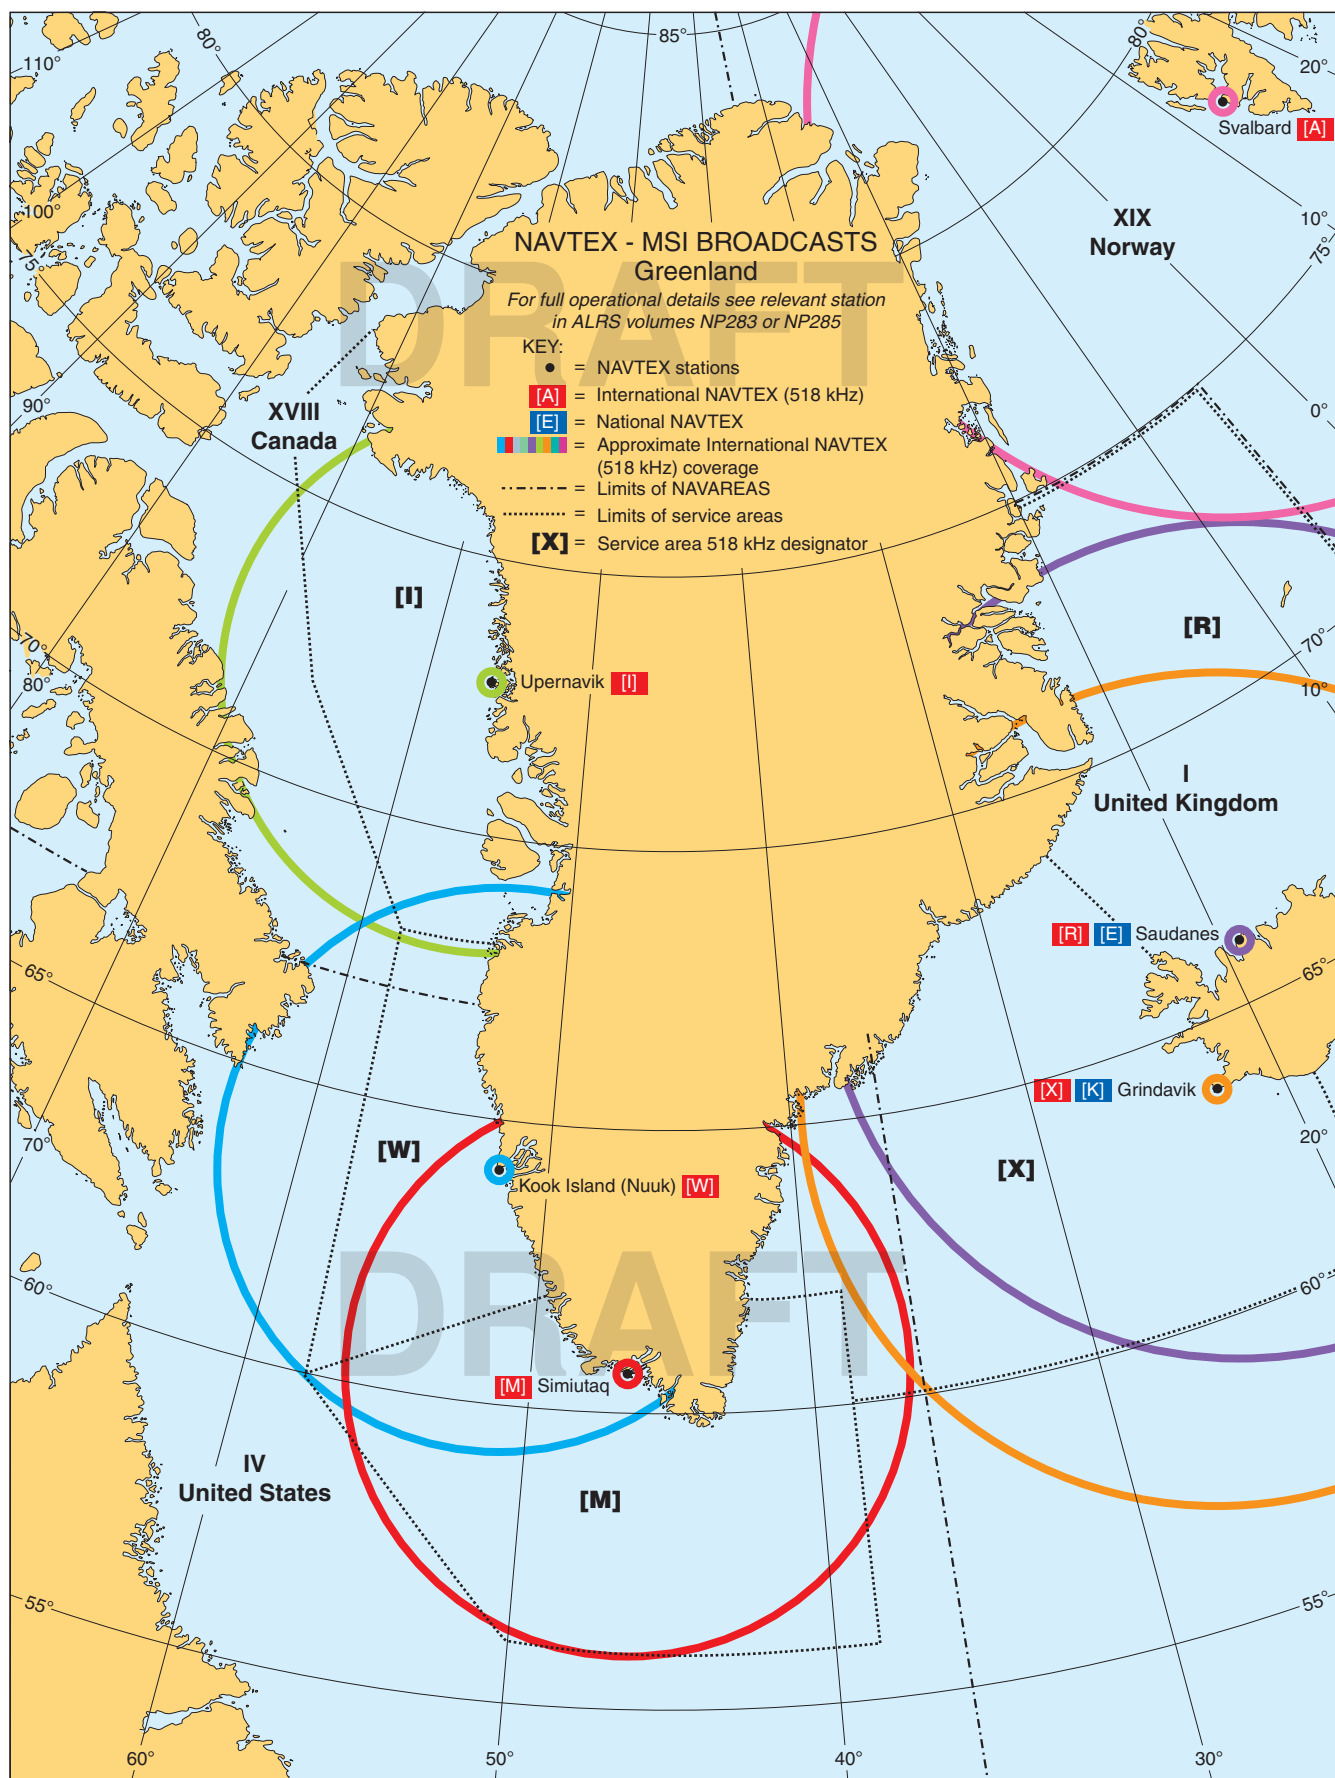 80°
85°
80°
110°
20°
Svalbard [A]
100°
10°
XIX
Norway
75°
75°
NAVTEX - MSI BROADCASTS
Greenland
DRAFT
For full operational details see relevant station
in ALRS volumes NP283 or NP285
KEY:
= NAVTEX stations
[A] = International NAVTEX (518 kHz)
[E] = National NAVTEX
= Approximate International NAVTEX
(518 kHz) coverage
= Limits of NAVAREAS
= Limits of service areas
[X] = Service area 518 kHz designator
90°
XVIII
Canada
0°
[I]
[R]
70°
70°
80°
Upernavik [I]
10°
I
United Kingdom
[R] [E] Saudanes
65°
65°
[X] [K] Grindavik
70°
20°
[W]
[X]
Kook Island (Nuuk) [W]
DRAFT
60°
60°
[M] Simiutaq
IV
United States
[M]
55°
55°
60°
50°
40°
30°